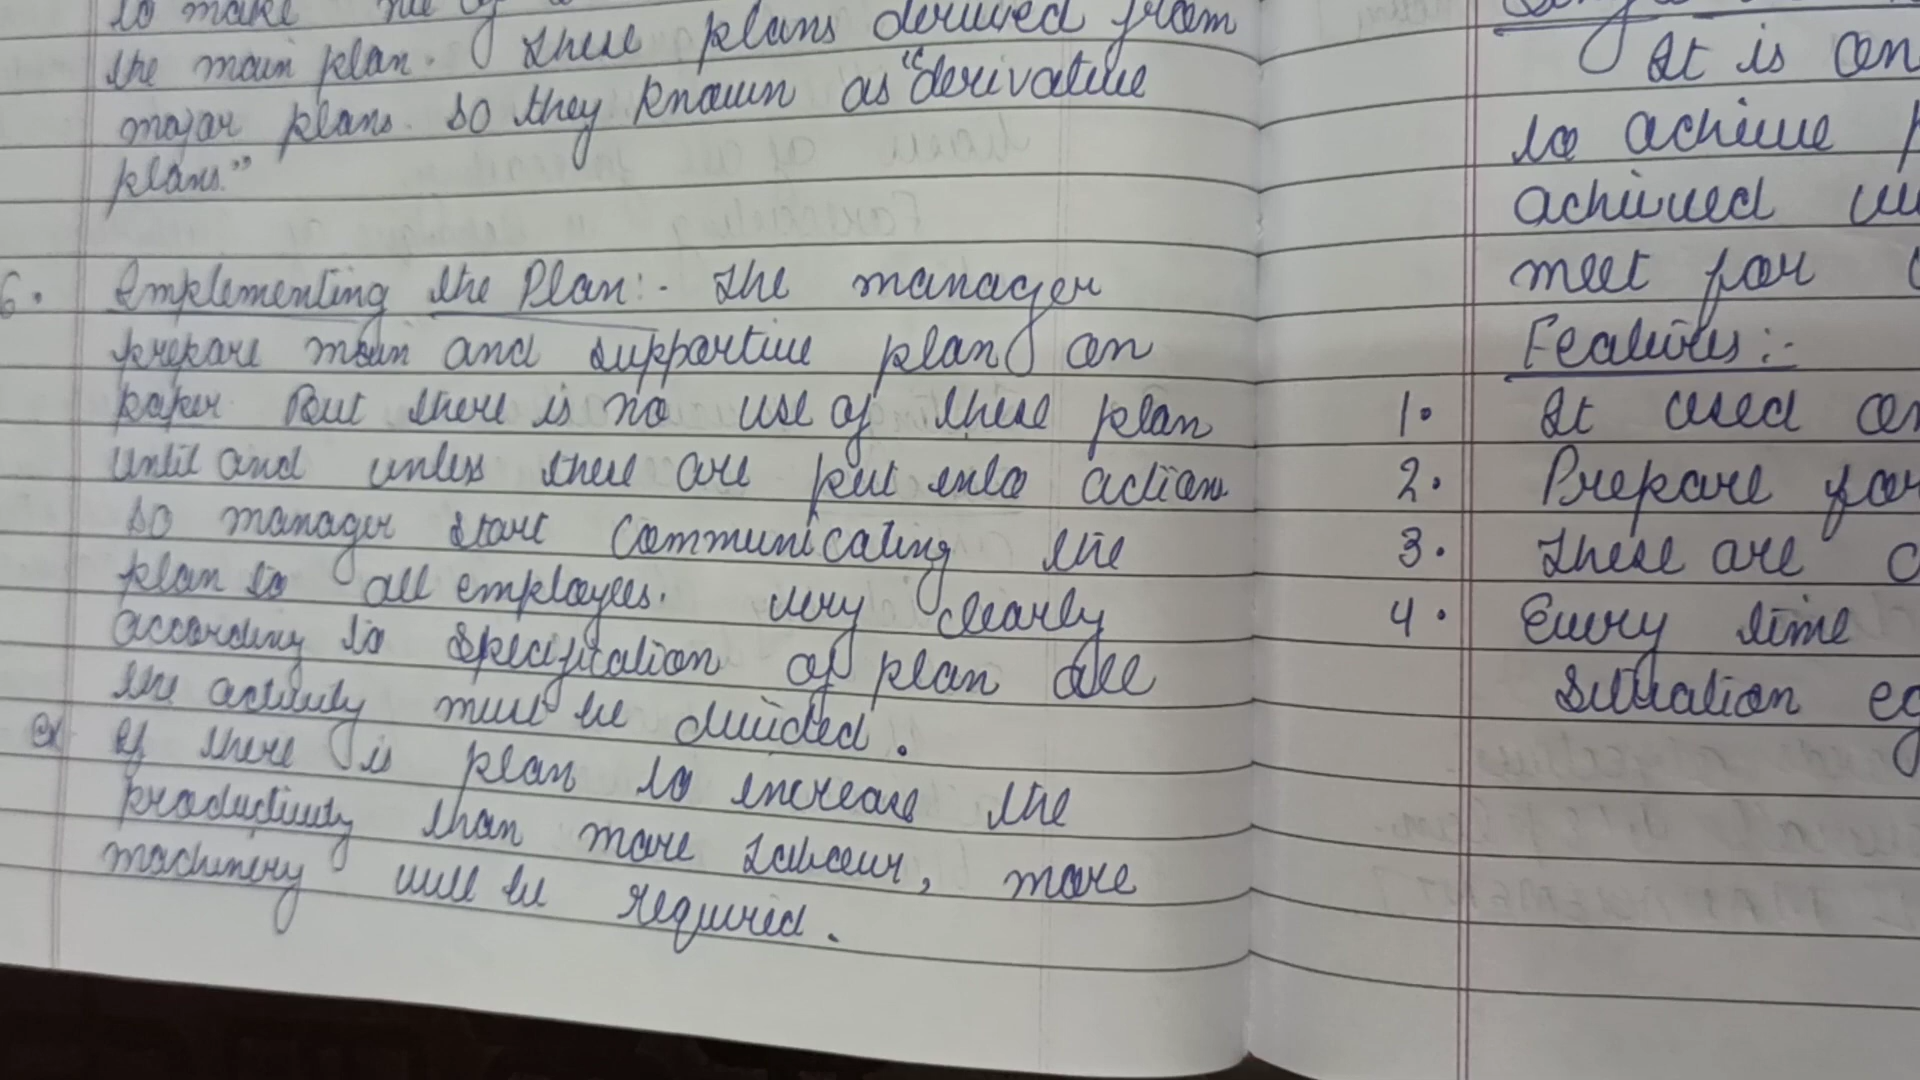 to make
the main plan. These plans derived from
major plans. so they known as "derivative
plans."
6. Implementing the Plan:- The manager
prepare main and supportive plan on
paper But there is no use of these plan
until and unless these are put into action
so manager start communicating the
plan to all employees. very clearly
according to specification of plan all
the activity must be divided.
ex If there is plan to increase the
productivity than more Labour, more
machinery will be required.
It is on
to achieve
achieved
meet for
Features:-
1. It used
2. Prepare for
3. These are
4. Every time
situation